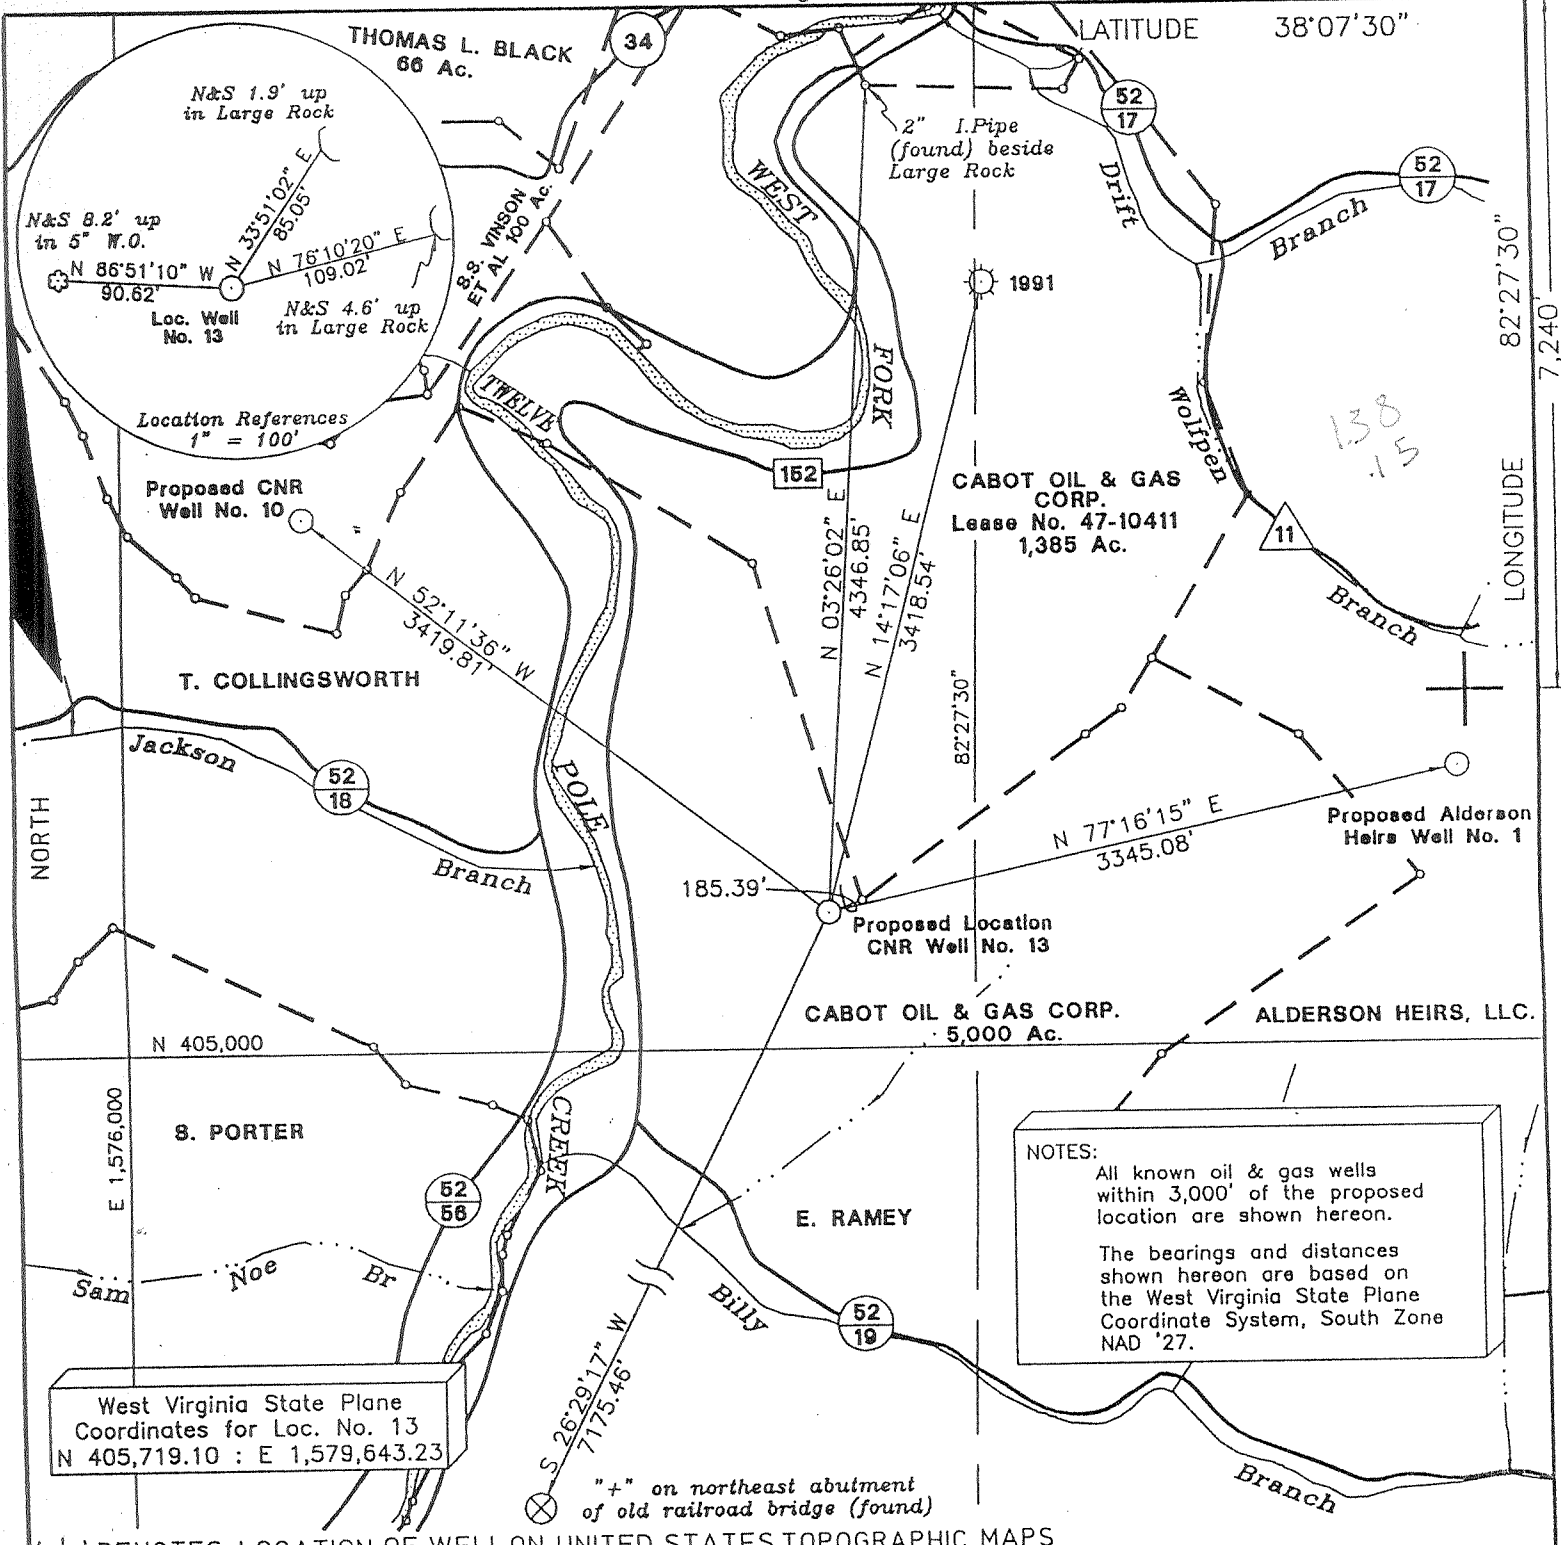 LATITUDE 38°07'30"
THOMAS L. BLACK
66 Ac.
34
N&S 1.9' up
in Large Rock
N 33°51'02" E
85.05'
N&S 8.2' up
in 5" W.O.
N 86°51'10" W
90.62'
N 76°10'20" E
109.02'
Loc. Well
No. 13
N&S 4.6' up
in Large Rock
Location References
1" = 100'
S.S. VINSON
ET AL 100 Ac.
2" I.Pipe
(found) beside
Large Rock
52
17
52
17
Drift
Branch
WEST
FORK
TWELVE
POLE
CREEK
1991
82°27'30"
7,240'
LONGITUDE
Wolfpen
Branch
11
138
.15
152
Proposed CNR
Well No. 10
CABOT OIL & GAS
CORP.
Lease No. 47-10411
1,385 Ac.
N 03°26'02" E
4346.85'
N 14°17'06" E
3418.54'
N 52°11'36" W
3419.81'
82°27'30"
T. COLLINGSWORTH
Jackson
Branch
52
18
NORTH
N 77°16'15" E
3345.08'
Proposed Alderson
Heirs Well No. 1
185.39'
Proposed Location
CNR Well No. 13
CABOT OIL & GAS CORP.
5,000 Ac.
ALDERSON HEIRS, LLC.
N 405,000
E 1,576,000
S. PORTER
52
56
E. RAMEY
Sam Noe Br
Billy
Branch
52
19
NOTES:
All known oil & gas wells
within 3,000' of the proposed
location are shown hereon.
The bearings and distances
shown hereon are based on
the West Virginia State Plane
Coordinate System, South Zone
NAD '27.
West Virginia State Plane
Coordinates for Loc. No. 13
N 405,719.10 : E 1,579,643.23
S 26°29'17" W
7175.46'
"+" on northeast abutment
of old railroad bridge (found)
(+) DENOTES LOCATION OF WELL ON UNITED STATES TOPOGRAPHIC MAPS